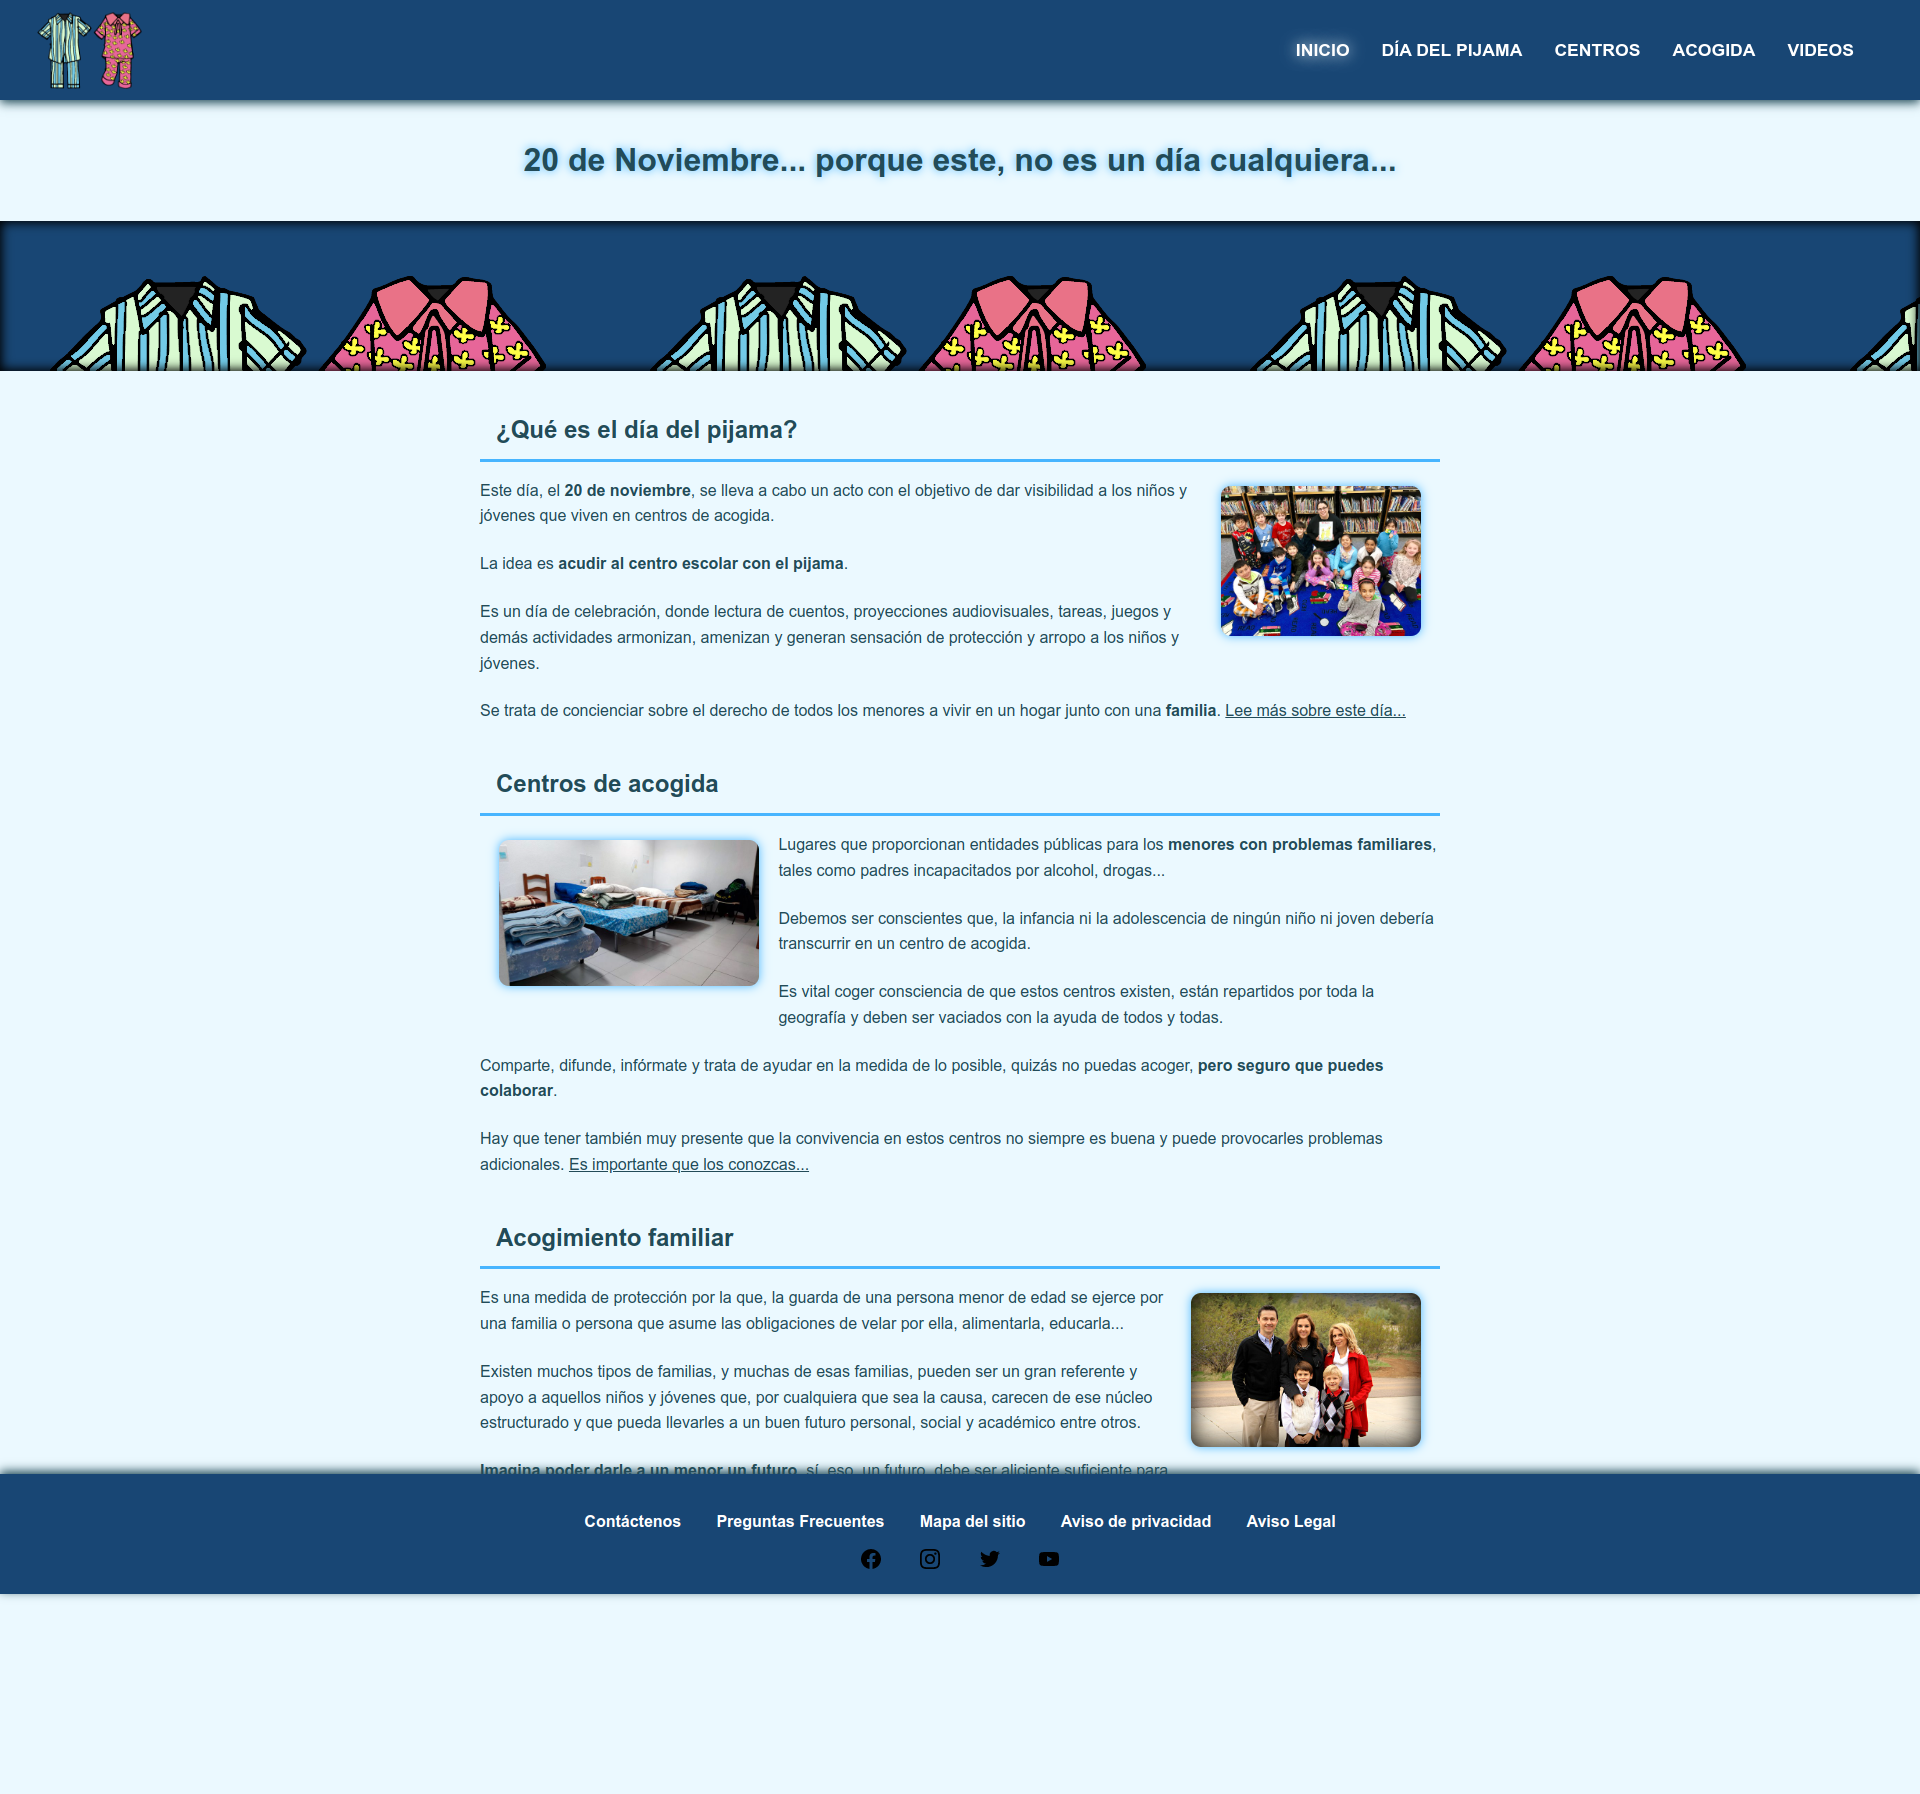 INICIO DÍA DEL PIJAMA CENTROS ACOGIDA VIDEOS
20 de Noviembre... porque este, no es un día cualquiera...
¿Qué es el día del pijama?
Este día, el 20 de noviembre, se lleva a cabo un acto con el objetivo de dar visibilidad a los niños y
jóvenes que viven en centros de acogida.
La idea es acudir al centro escolar con el pijama.
Es un día de celebración, donde lectura de cuentos, proyecciones audiovisuales, tareas, juegos y
demás actividades armonizan, amenizan y generan sensación de protección y arropo a los niños y
jóvenes.
Se trata de concienciar sobre el derecho de todos los menores a vivir en un hogar junto con una familia. Lee más sobre este día...
Centros de acogida
Lugares que proporcionan entidades públicas para los menores con problemas familiares,
tales como padres incapacitados por alcohol, drogas...
Debemos ser conscientes que, la infancia ni la adolescencia de ningún niño ni joven debería
transcurrir en un centro de acogida.
Es vital coger consciencia de que estos centros existen, están repartidos por toda la
geografía y deben ser vaciados con la ayuda de todos y todas.
Comparte, difunde, infórmate y trata de ayudar en la medida de lo posible, quizás no puedas acoger, pero seguro que puedes
colaborar.
Hay que tener también muy presente que la convivencia en estos centros no siempre es buena y puede provocarles problemas
adicionales. Es importante que los conozcas...
Acogimiento familiar
Es una medida de protección por la que, la guarda de una persona menor de edad se ejerce por
una familia o persona que asume las obligaciones de velar por ella, alimentarla, educarla...
Existen muchos tipos de familias, y muchas de esas familias, pueden ser un gran referente y
apoyo a aquellos niños y jóvenes que, por cualquiera que sea la causa, carecen de ese núcleo
estructurado y que pueda llevarles a un buen futuro personal, social y académico entre otros.
Imagina poder darle a un menor un futuro, sí, eso, un futuro, debe ser aliciente suficiente para
Contáctenos Preguntas Frecuentes Mapa del sitio Aviso de privacidad Aviso Legal